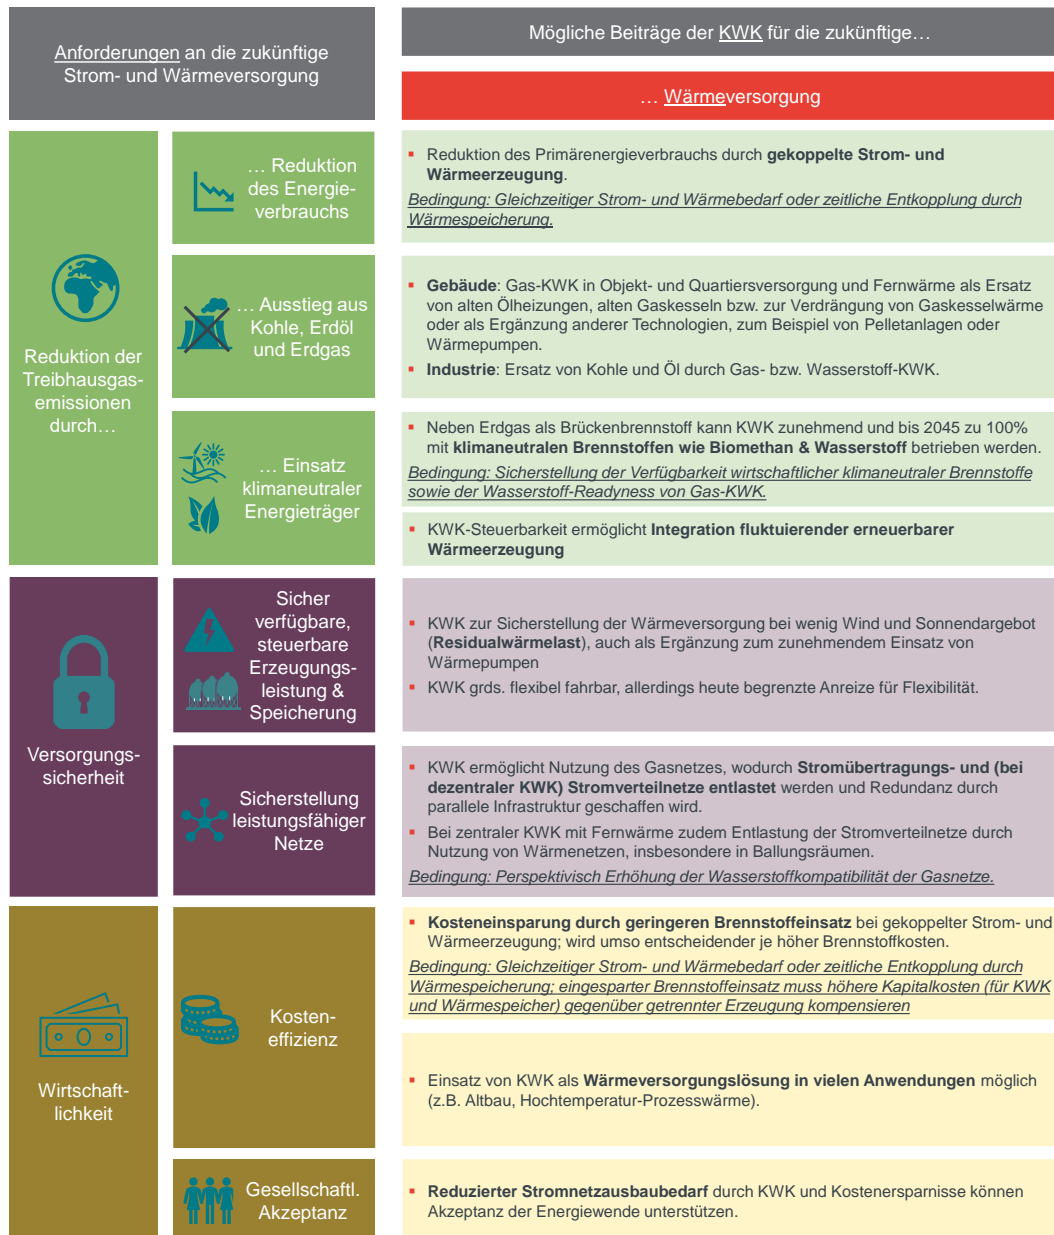 Anforderungen an die zukünftige
Strom- und Wärmeversorgung
Mögliche Beiträge der KWK für die zukünftige…
… Wärmeversorgung
Reduktion der
Treibhausgas-
emissionen
durch…
… Reduktion
des Energie-
verbrauchs
▪ Reduktion des Primärenergieverbrauchs durch gekoppelte Strom- und
Wärmeerzeugung.
Bedingung: Gleichzeitiger Strom- und Wärmebedarf oder zeitliche Entkopplung durch
Wärmespeicherung.
… Ausstieg aus
Kohle, Erdöl
und Erdgas
▪ Gebäude: Gas-KWK in Objekt- und Quartiersversorgung und Fernwärme als Ersatz
von alten Ölheizungen, alten Gaskesseln bzw. zur Verdrängung von Gaskesselwärme
oder als Ergänzung anderer Technologien, zum Beispiel von Pelletanlagen oder
Wärmepumpen.
▪ Industrie: Ersatz von Kohle und Öl durch Gas- bzw. Wasserstoff-KWK.
… Einsatz
klimaneutraler
Energieträger
▪ Neben Erdgas als Brückenbrennstoff kann KWK zunehmend und bis 2045 zu 100%
mit klimaneutralen Brennstoffen wie Biomethan & Wasserstoff betrieben werden.
Bedingung: Sicherstellung der Verfügbarkeit wirtschaftlicher klimaneutraler Brennstoffe
sowie der Wasserstoff-Readyness von Gas-KWK.
▪ KWK-Steuerbarkeit ermöglicht Integration fluktuierender erneuerbarer
Wärmeerzeugung
Versorgungs-
sicherheit
Sicher
verfügbare,
steuerbare
Erzeugungs-
leistung &
Speicherung
▪ KWK zur Sicherstellung der Wärmeversorgung bei wenig Wind und Sonnendargebot
(Residualwärmelast), auch als Ergänzung zum zunehmendem Einsatz von
Wärmepumpen
▪ KWK grds. flexibel fahrbar, allerdings heute begrenzte Anreize für Flexibilität.
Sicherstellung
leistungsfähiger
Netze
▪ KWK ermöglicht Nutzung des Gasnetzes, wodurch Stromübertragungs- und (bei
dezentraler KWK) Stromverteilnetze entlastet werden und Redundanz durch
parallele Infrastruktur geschaffen wird.
▪ Bei zentraler KWK mit Fernwärme zudem Entlastung der Stromverteilnetze durch
Nutzung von Wärmenetzen, insbesondere in Ballungsräumen.
Bedingung: Perspektivisch Erhöhung der Wasserstoffkompatibilität der Gasnetze.
Wirtschaft-
lichkeit
Kosten-
effizienz
▪ Kosteneinsparung durch geringeren Brennstoffeinsatz bei gekoppelter Strom- und
Wärmeerzeugung; wird umso entscheidender je höher Brennstoffkosten.
Bedingung: Gleichzeitiger Strom- und Wärmebedarf oder zeitliche Entkopplung durch
Wärmespeicherung; eingesparter Brennstoffeinsatz muss höhere Kapitalkosten (für KWK
und Wärmespeicher) gegenüber getrennter Erzeugung kompensieren
▪ Einsatz von KWK als Wärmeversorgungslösung in vielen Anwendungen möglich
(z.B. Altbau, Hochtemperatur-Prozesswärme).
Gesellschaftl.
Akzeptanz
▪ Reduzierter Stromnetzausbaubedarf durch KWK und Kostenersparnisse können
Akzeptanz der Energiewende unterstützen.